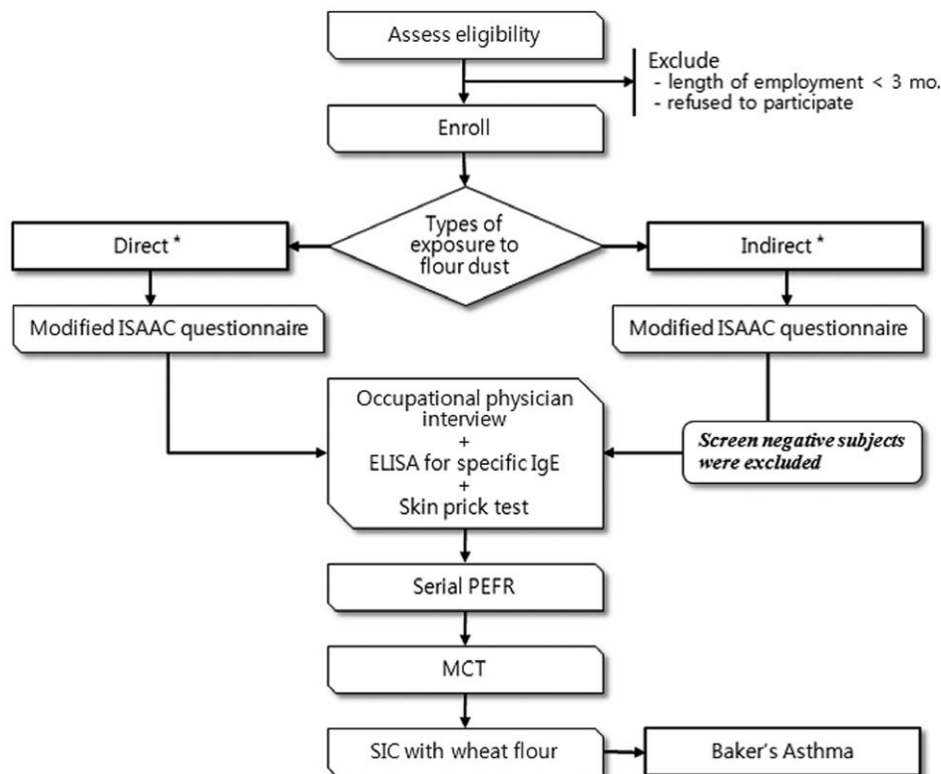 Assess eligibility
Exclude
- length of employment < 3 mo.
- refused to participate
Enroll
Types of
exposure to
flour dust
Direct *
Indirect *
Modified ISAAC questionnaire
Modified ISAAC questionnaire
Occupational physician
interview
+
ELISA for specific IgE
+
Skin prick test
Screen negative subjects
were excluded
Serial PEFR
MCT
SIC with wheat flour
Baker's Asthma